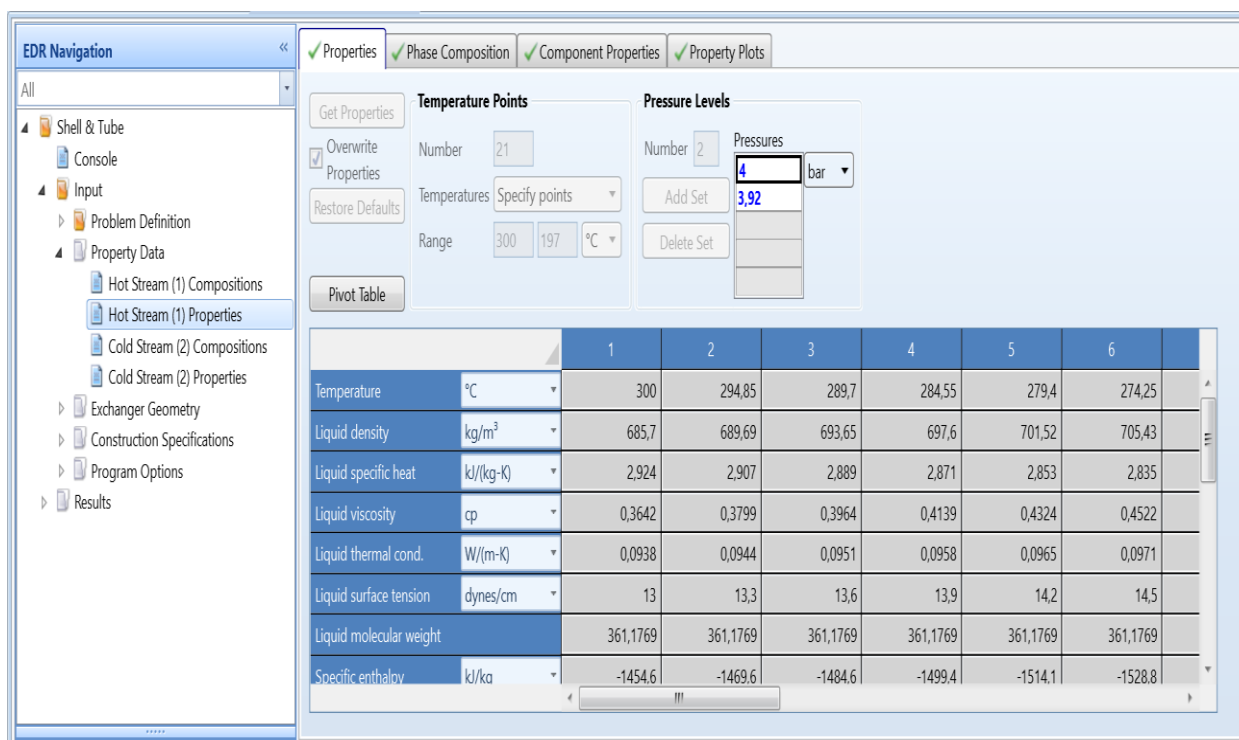 EDR Navigation «
All
Shell & Tube
Console
Input
Problem Definition
Property Data
Hot Stream (1) Compositions
Hot Stream (1) Properties
Cold Stream (2) Compositions
Cold Stream (2) Properties
Exchanger Geometry
Construction Specifications
Program Options
Results
Properties Phase Composition Component Properties Property Plots
Get Properties
Overwrite Properties
Restore Defaults
Pivot Table
Temperature Points
Number 21
Temperatures Specify points
Range 300 197 °C
Pressure Levels
Number 2 Pressures
4 bar
3,92
Add Set
Delete Set
1 2 3 4 5 6
Temperature °C 300 294,85 289,7 284,55 279,4 274,25
Liquid density kg/m³ 685,7 689,69 693,65 697,6 701,52 705,43
Liquid specific heat kJ/(kg-K) 2,924 2,907 2,889 2,871 2,853 2,835
Liquid viscosity cp 0,3642 0,3799 0,3964 0,4139 0,4324 0,4522
Liquid thermal cond. W/(m-K) 0,0938 0,0944 0,0951 0,0958 0,0965 0,0971
Liquid surface tension dynes/cm 13 13,3 13,6 13,9 14,2 14,5
Liquid molecular weight 361,1769 361,1769 361,1769 361,1769 361,1769 361,1769
Specific enthalpy kJ/kg -1454,6 -1469,6 -1484,6 -1499,4 -1514,1 -1528,8